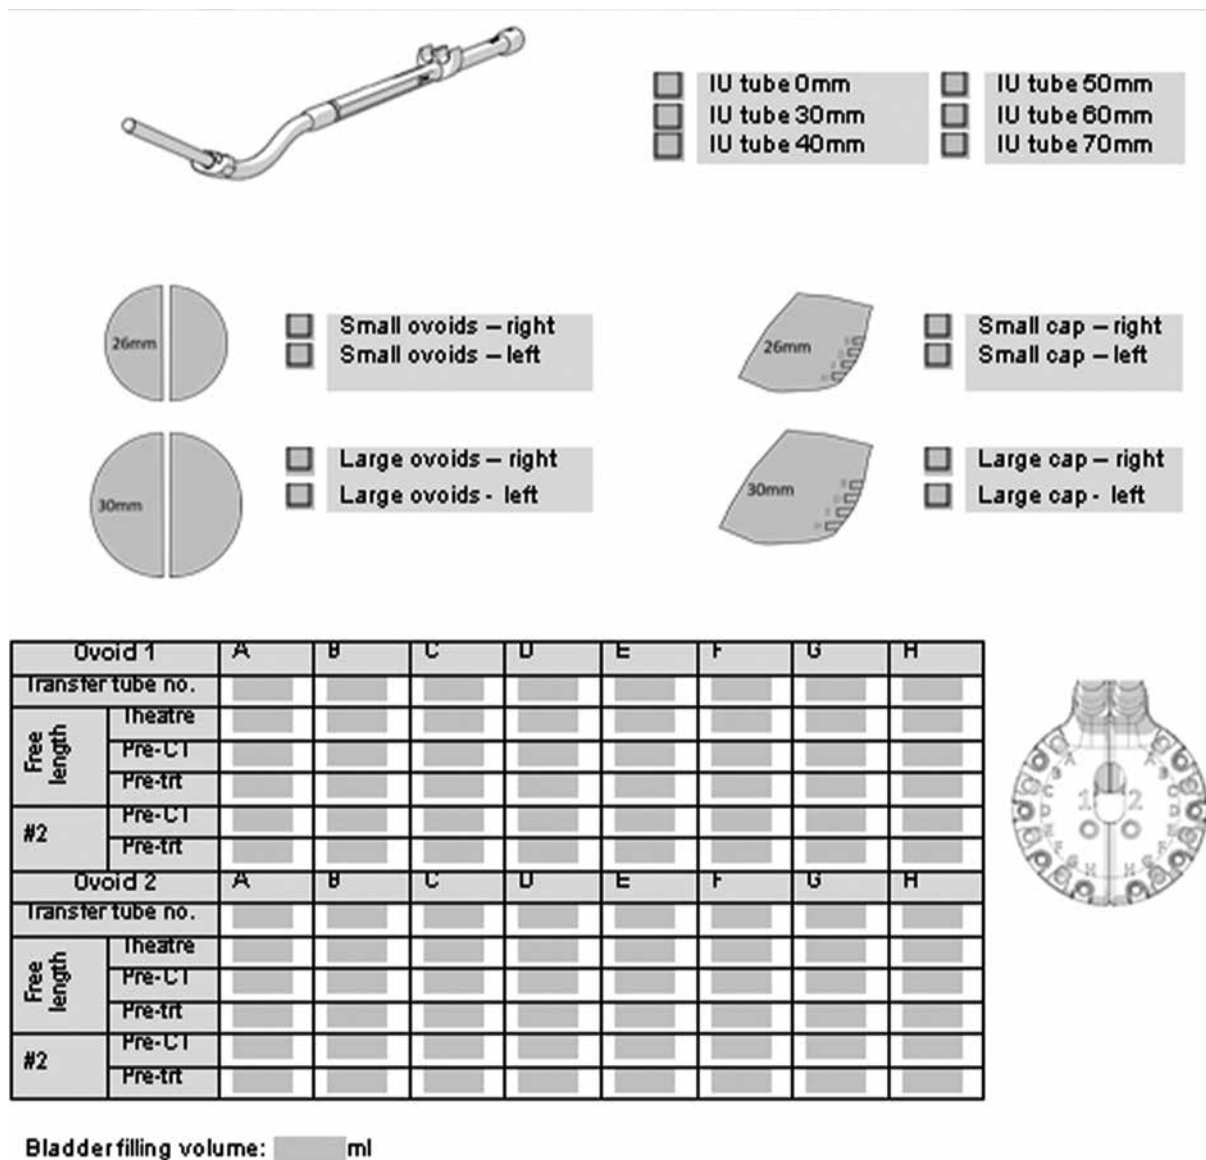 IU tube 0mm
IU tube 30mm
IU tube 40mm
IU tube 50mm
IU tube 60mm
IU tube 70mm
26mm
Small ovoids – right
Small ovoids – left
26mm
Small cap – right
Small cap – left
30mm
Large ovoids – right
Large ovoids - left
30mm
Large cap – right
Large cap - left
Ovoid 1 A B C D E F G H
Transfer tube no.
Free length
Theatre
Pre-CT
Pre-trt
#2
Pre-CT
Pre-trt
Ovoid 2 A B C D E F G H
Transfer tube no.
Free length
Theatre
Pre-CT
Pre-trt
#2
Pre-CT
Pre-trt
A A
B B
C C
D D
1 2
E E
F F
G G
H H
Bladder filling volume: ml